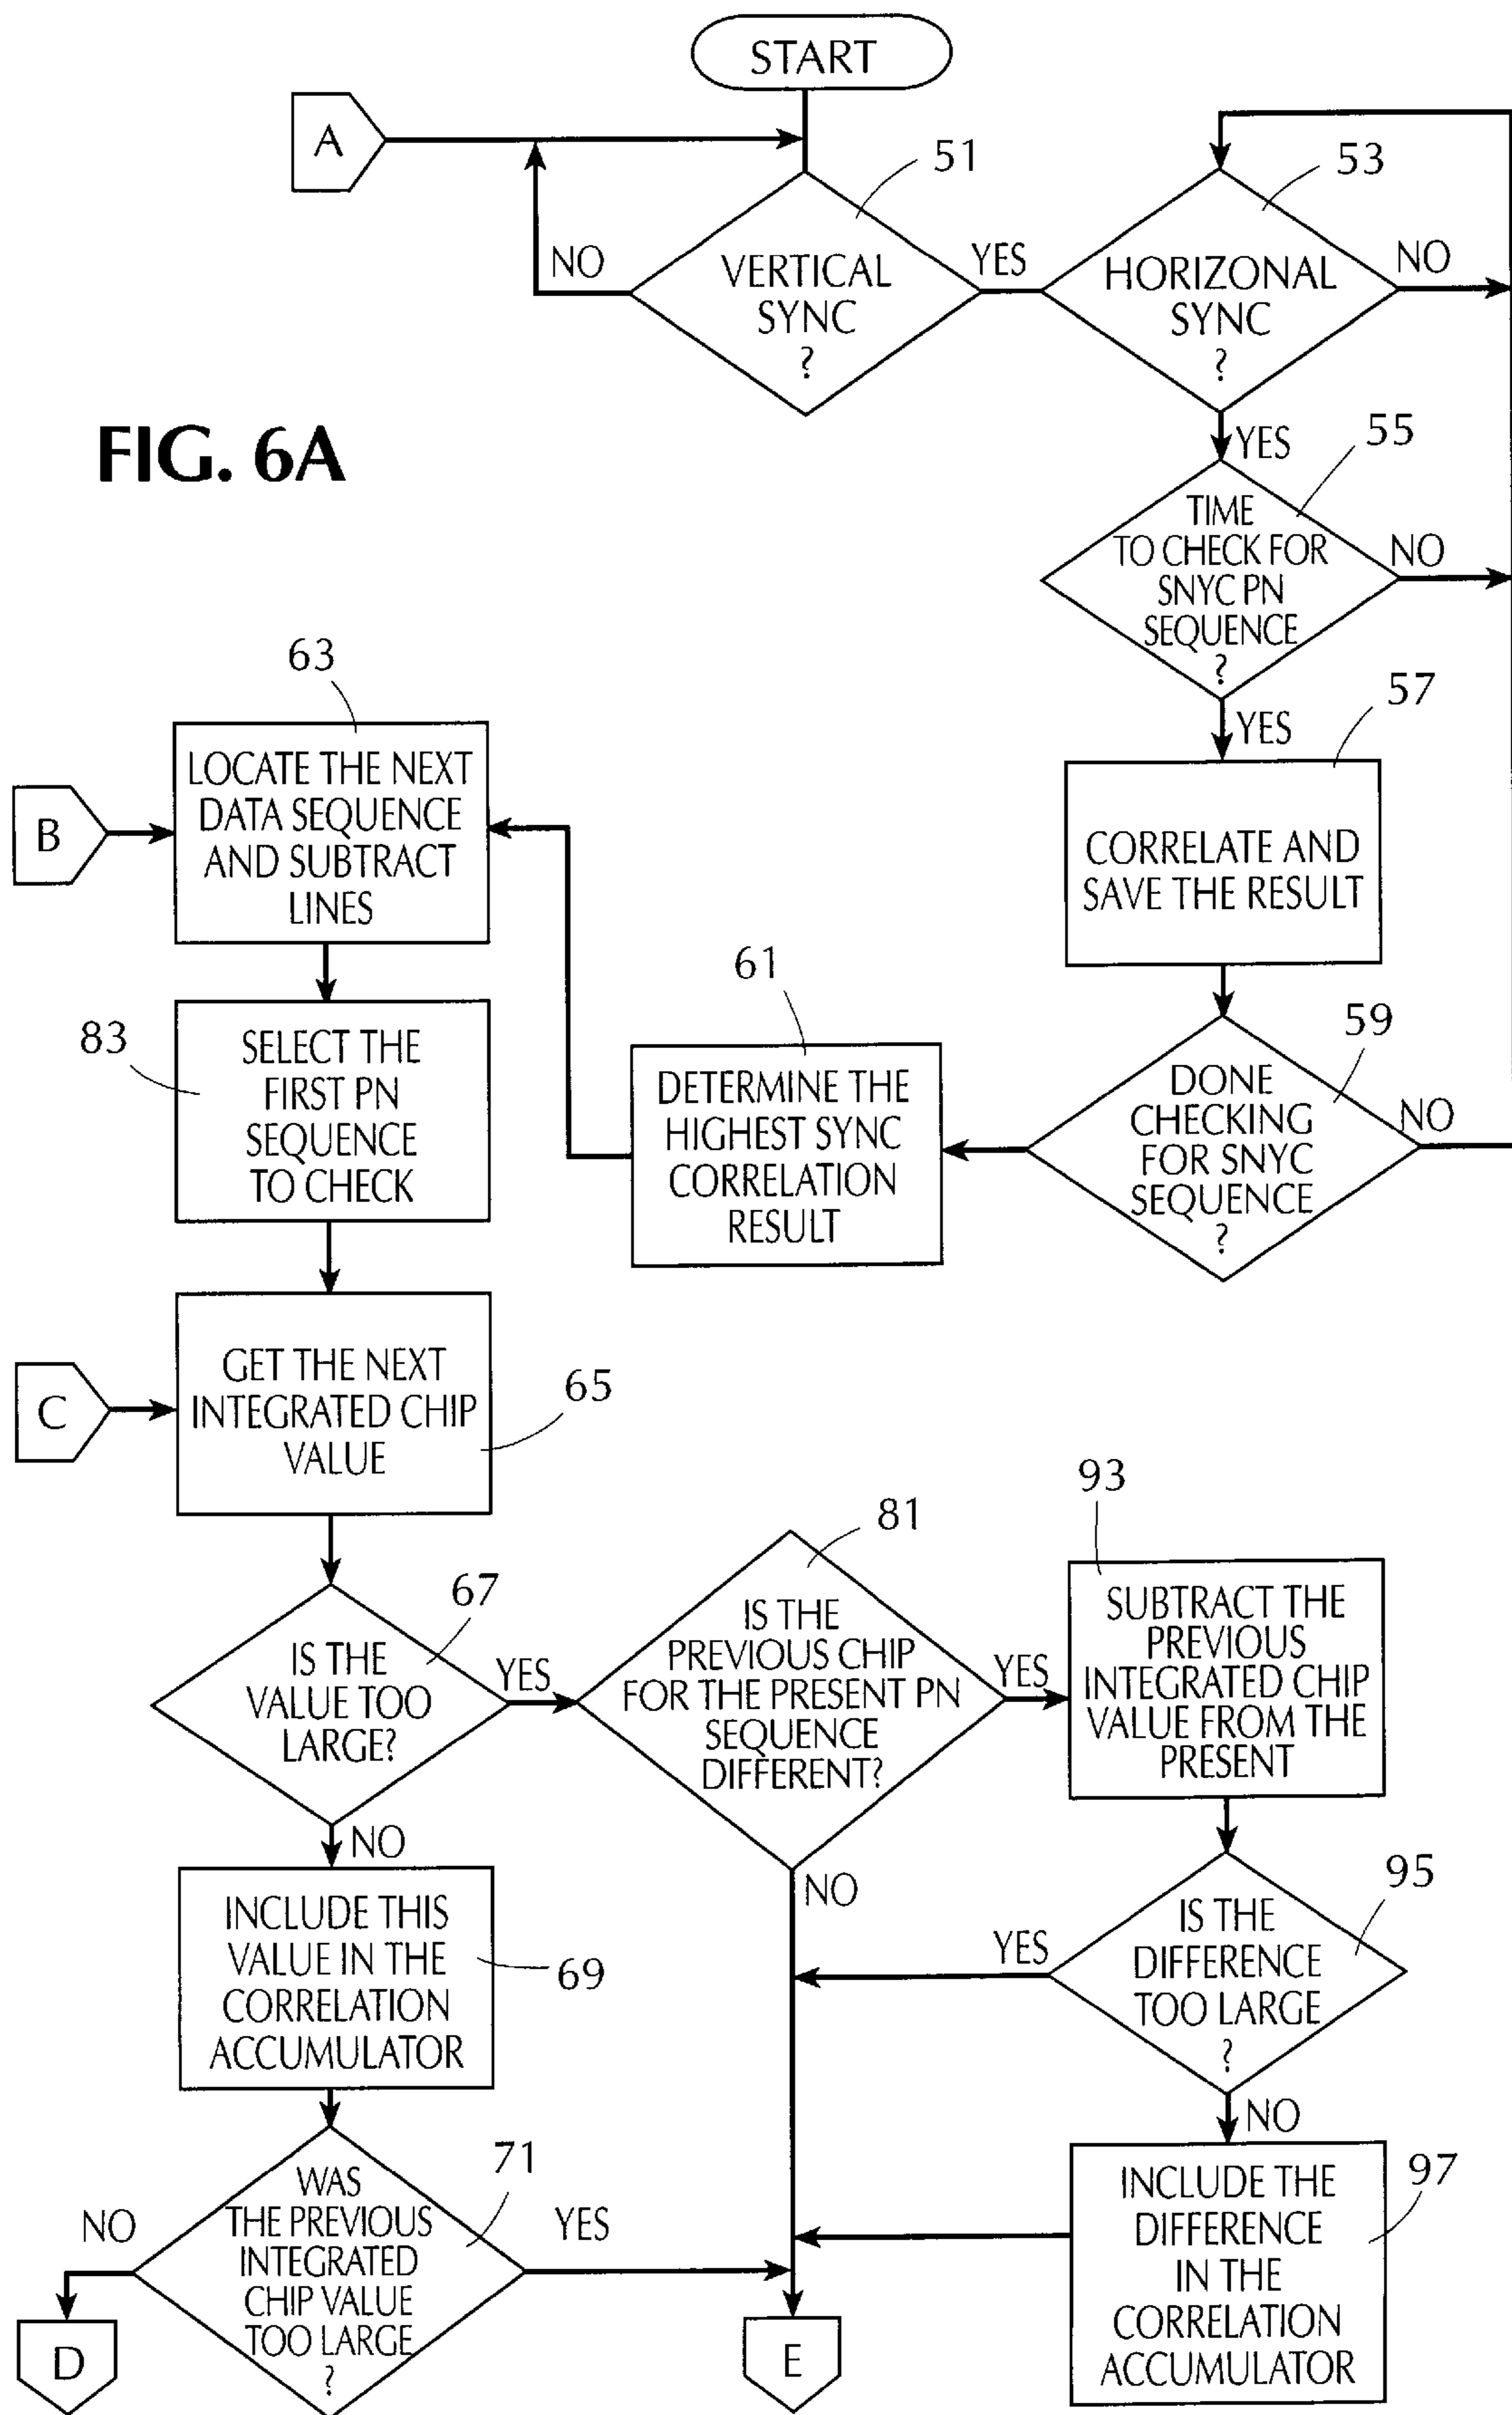 START
A
51
53
VERTICAL
SYNC
?
NO
YES
HORIZONAL
SYNC
?
NO
YES
FIG. 6A
55
TIME
TO CHECK FOR
SNYC PN
SEQUENCE
?
NO
YES
57
CORRELATE AND
SAVE THE RESULT
63
LOCATE THE NEXT
DATA SEQUENCE
AND SUBTRACT
LINES
B
61
DETERMINE THE
HIGHEST SYNC
CORRELATION
RESULT
59
DONE
CHECKING
FOR SNYC
SEQUENCE
?
NO
83
SELECT THE
FIRST PN
SEQUENCE
TO CHECK
C
GET THE NEXT
INTEGRATED CHIP
VALUE
65
67
IS THE
VALUE TOO
LARGE?
YES
NO
81
IS THE
PREVIOUS CHIP
FOR THE PRESENT PN
SEQUENCE
DIFFERENT?
YES
NO
93
SUBTRACT THE
PREVIOUS
INTEGRATED CHIP
VALUE FROM THE
PRESENT
INCLUDE THIS
VALUE IN THE
CORRELATION
ACCUMULATOR
69
95
IS THE
DIFFERENCE
TOO LARGE
?
YES
NO
71
WAS
THE PREVIOUS
INTEGRATED
CHIP VALUE
TOO LARGE
?
NO
YES
97
INCLUDE THE
DIFFERENCE
IN THE
CORRELATION
ACCUMULATOR
D
E